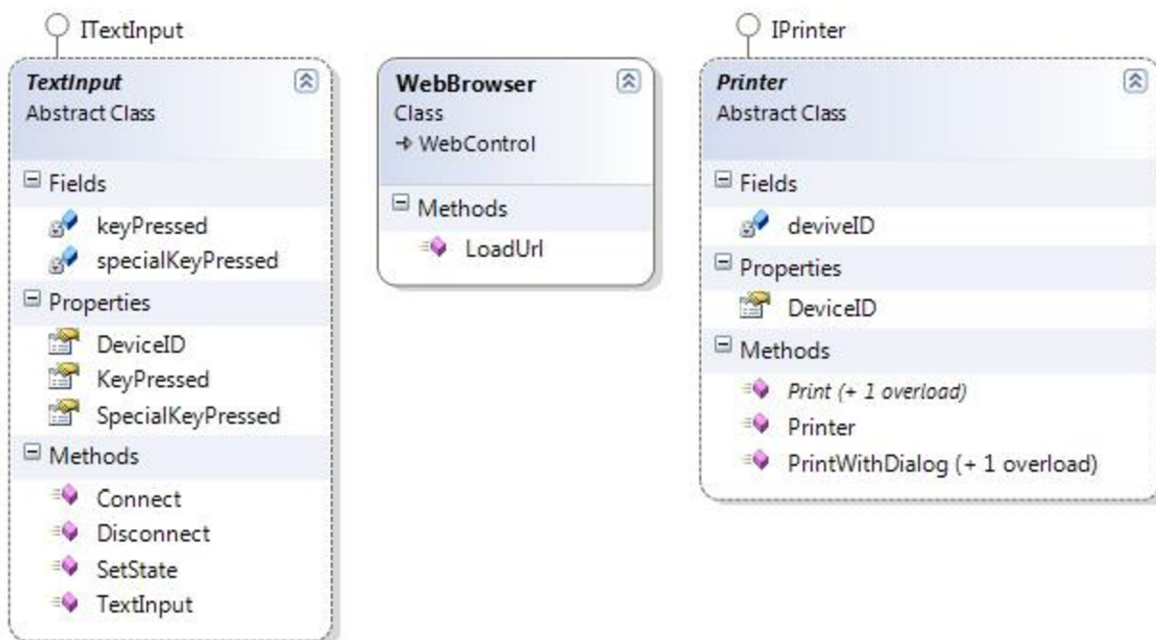 ITextInput
TextInput
Abstract Class
Fields
keyPressed
specialKeyPressed
Properties
DeviceID
KeyPressed
SpecialKeyPressed
Methods
Connect
Disconnect
SetState
TextInput
WebBrowser
Class
WebControl
Methods
LoadUrl
IPrinter
Printer
Abstract Class
Fields
deviveID
Properties
DeviceID
Methods
Print (+ 1 overload)
Printer
PrintWithDialog (+ 1 overload)